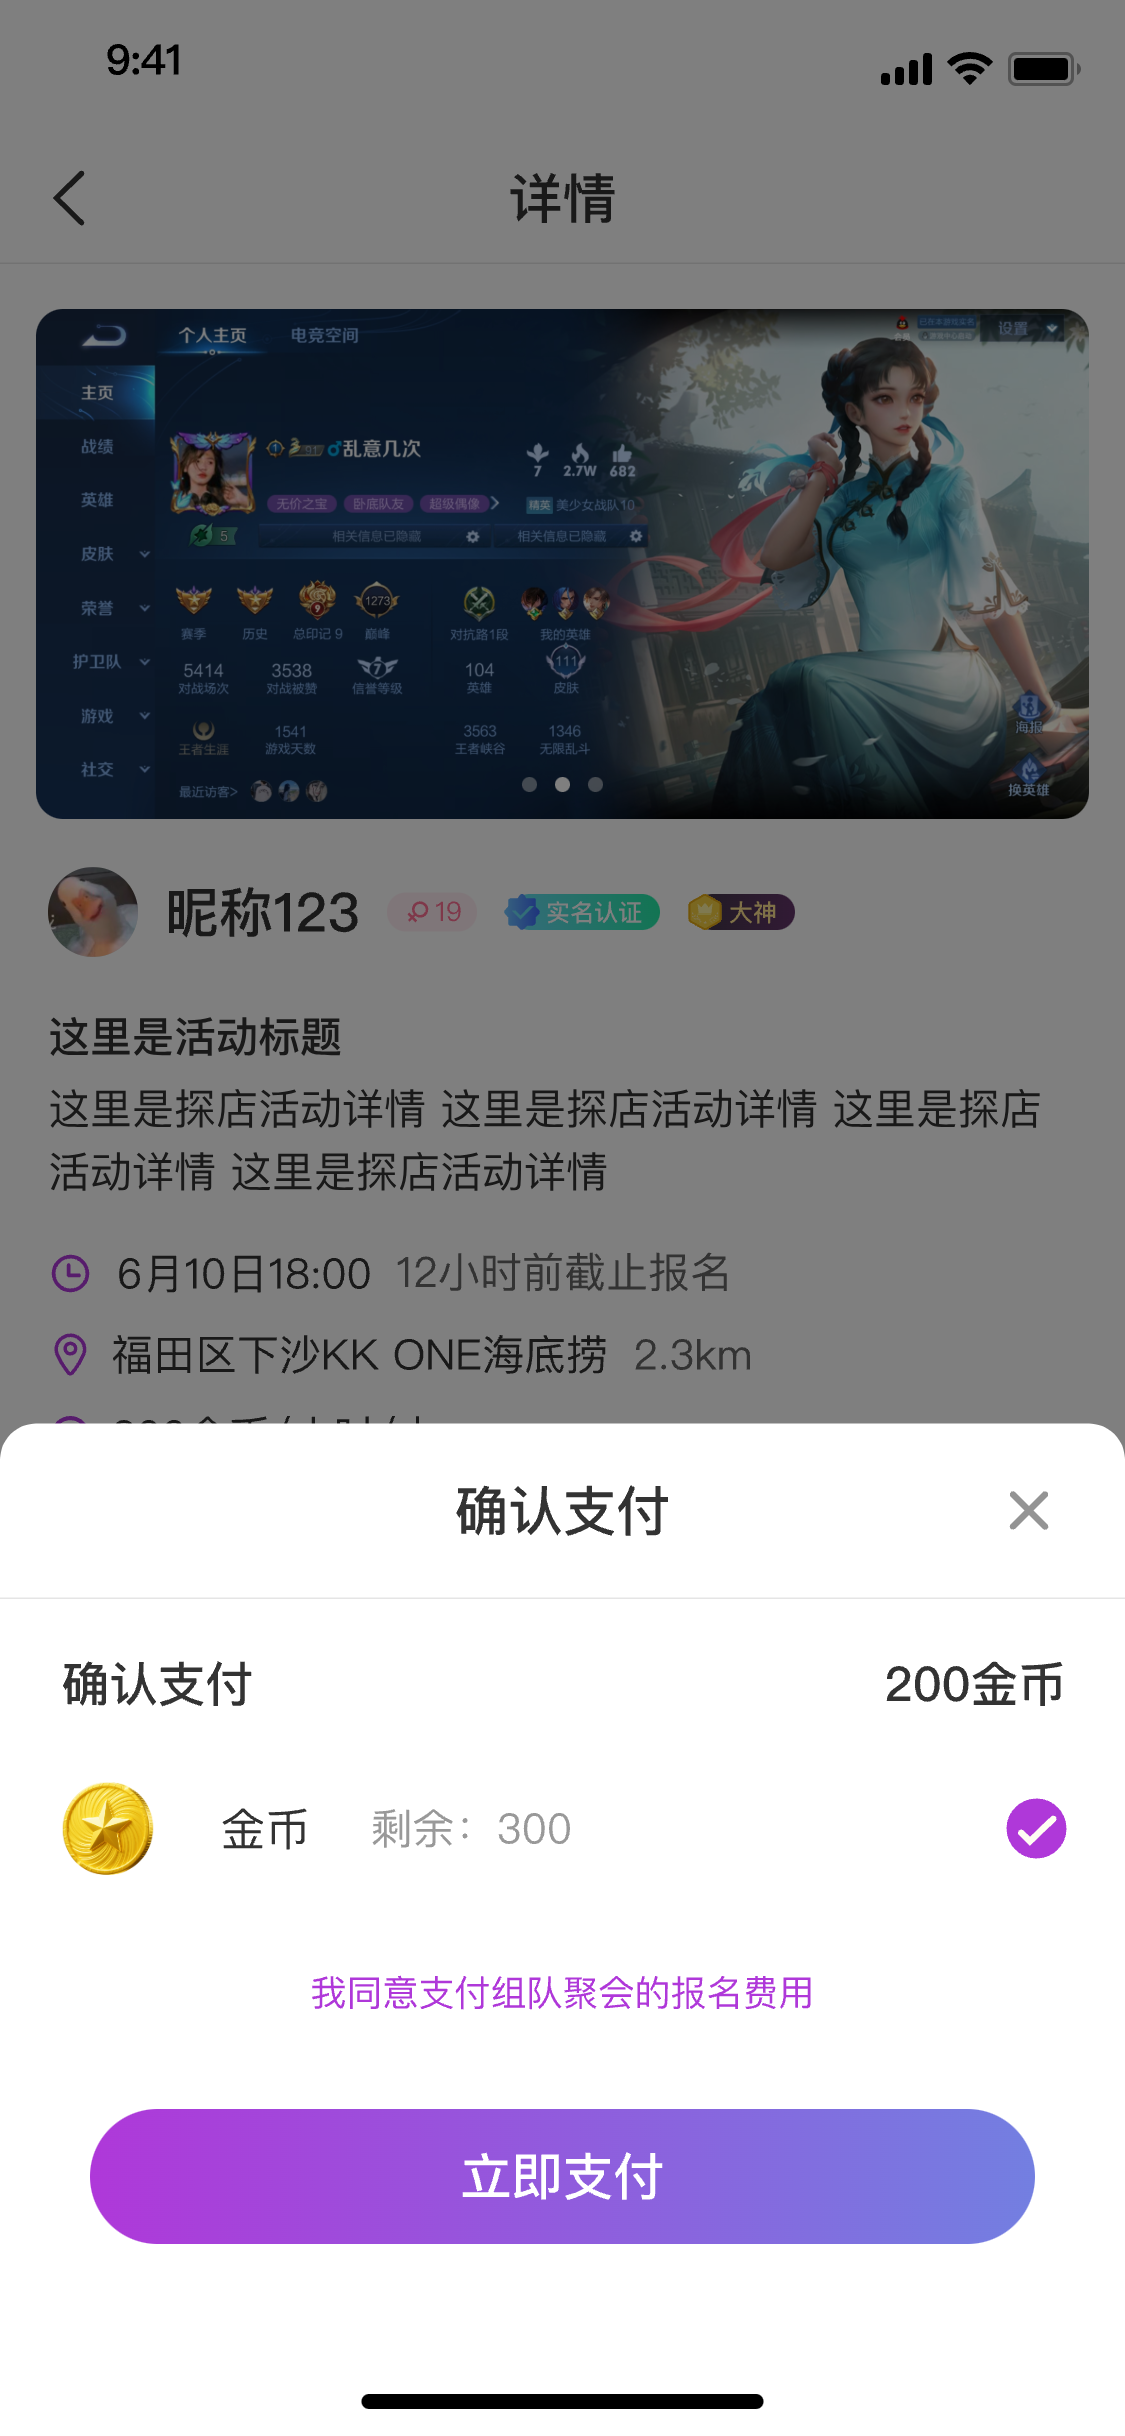 9:41
详情
个人主页 电竞空间
设置
主页
战绩
英雄
皮肤
荣誉
护卫队
游戏
社交
乱意几次
7 2.7W 682
无价之宝 卧底队友 超级偶像
精英 美少女战队10
5 相关信息已隐藏 相关信息已隐藏
9 1273
赛季 历史 总印记 9 巅峰 对抗路1段 我的英雄
5414 3538 7 104 111
对战场次 对战被赞 信誉等级 英雄 皮肤
1541 3563 1346
王者生涯 游戏天数 王者峡谷 无限乱斗
最近访客>
海报
换英雄
昵称123 19 实名认证 大神
这里是活动标题
这里是探店活动详情 这里是探店活动详情 这里是探店
活动详情 这里是探店活动详情
6月10日18:00 12小时前截止报名
福田区下沙KK ONE海底捞 2.3km
确认支付
确认支付 200金币
金币 剩余：300
我同意支付组队聚会的报名费用
立即支付